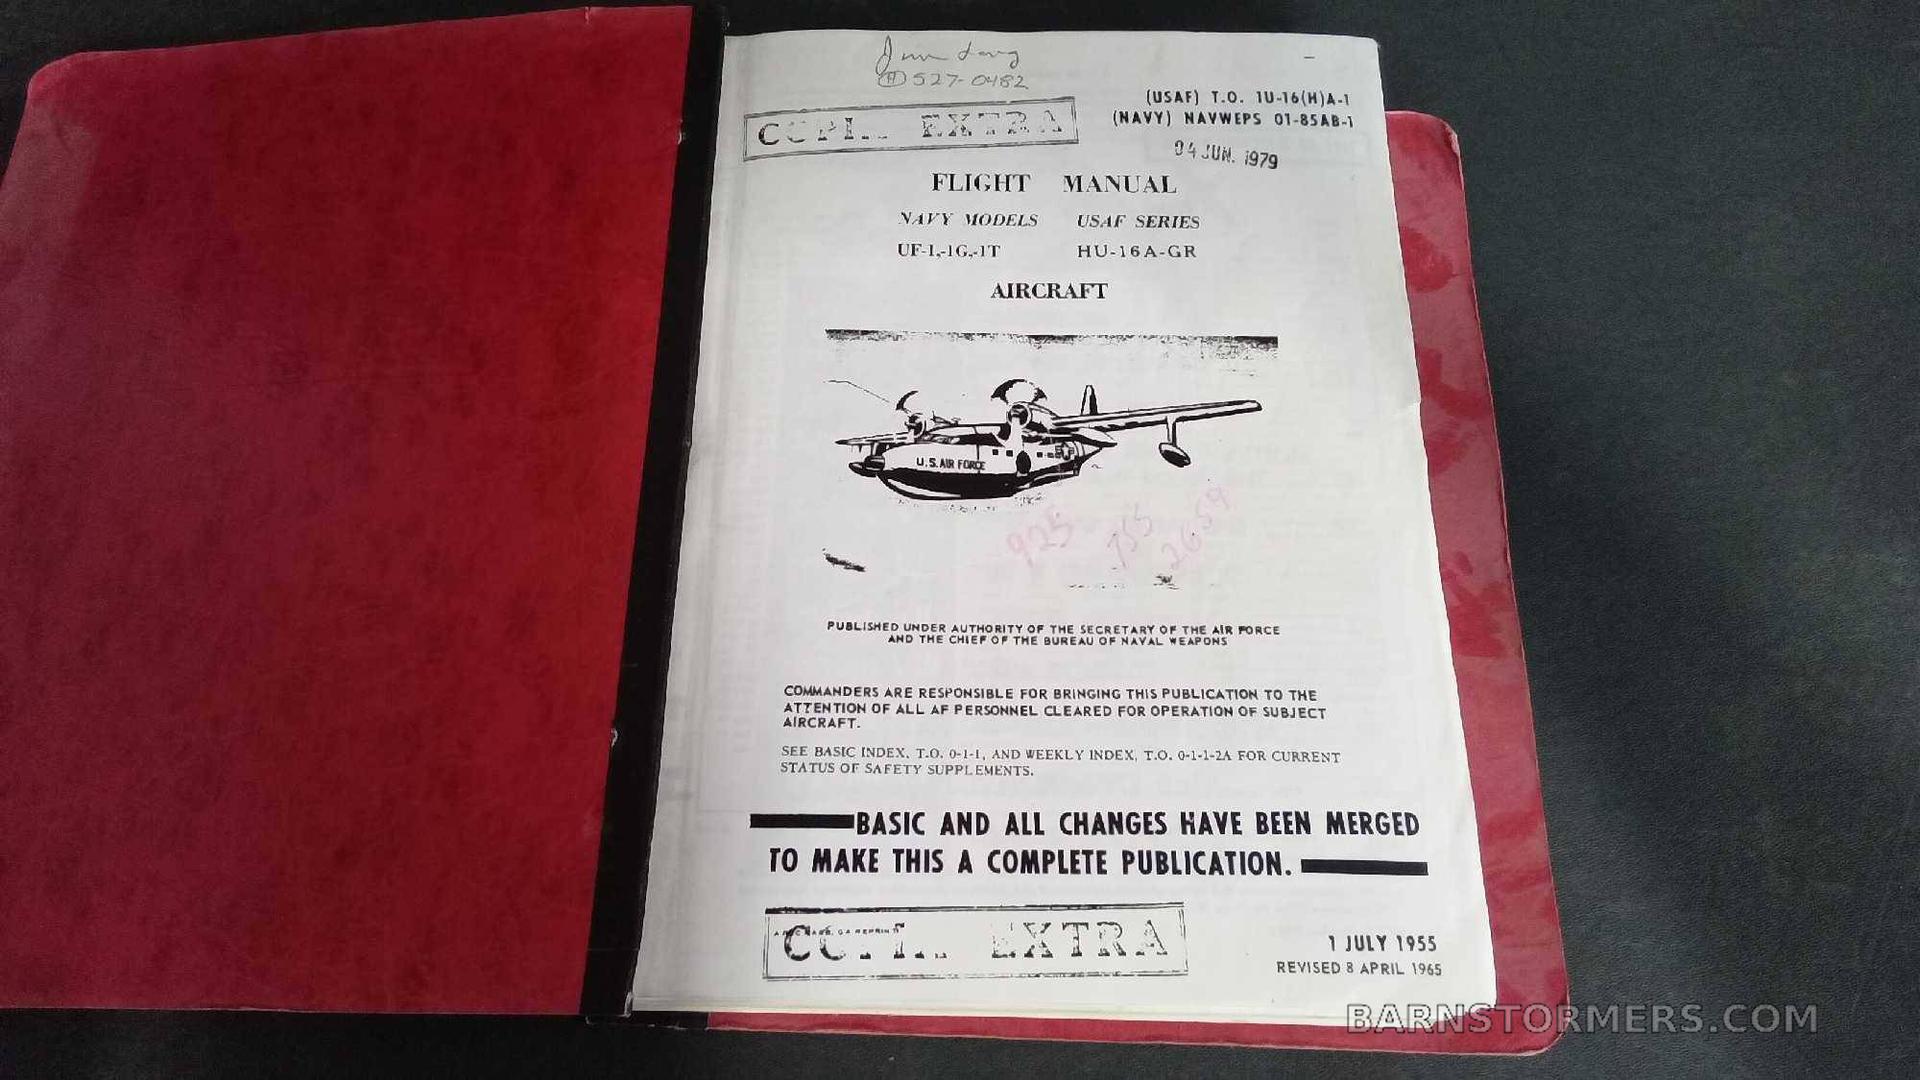 527-0482
(USAF) T.O. 1U-16(H)A-1
(NAVY) NAVWEPS 01-85AB-1
EXTRA
04 JUN. 1979
FLIGHT MANUAL
NAVY MODELS USAF SERIES
UF-1,-1G,-1T HU-16A-GR
AIRCRAFT
U.S. AIR FORCE
925 755 2659
PUBLISHED UNDER AUTHORITY OF THE SECRETARY OF THE AIR FORCE
AND THE CHIEF OF THE BUREAU OF NAVAL WEAPONS
COMMANDERS ARE RESPONSIBLE FOR BRINGING THIS PUBLICATION TO THE
ATTENTION OF ALL AF PERSONNEL CLEARED FOR OPERATION OF SUBJECT
AIRCRAFT.
SEE BASIC INDEX, T.O. 0-1-1, AND WEEKLY INDEX, T.O. 0-1-1-2A FOR CURRENT
STATUS OF SAFETY SUPPLEMENTS.
BASIC AND ALL CHANGES HAVE BEEN MERGED
TO MAKE THIS A COMPLETE PUBLICATION.
EXTRA
1 JULY 1955
REVISED 8 APRIL 1965
BARNSTORMERS.COM